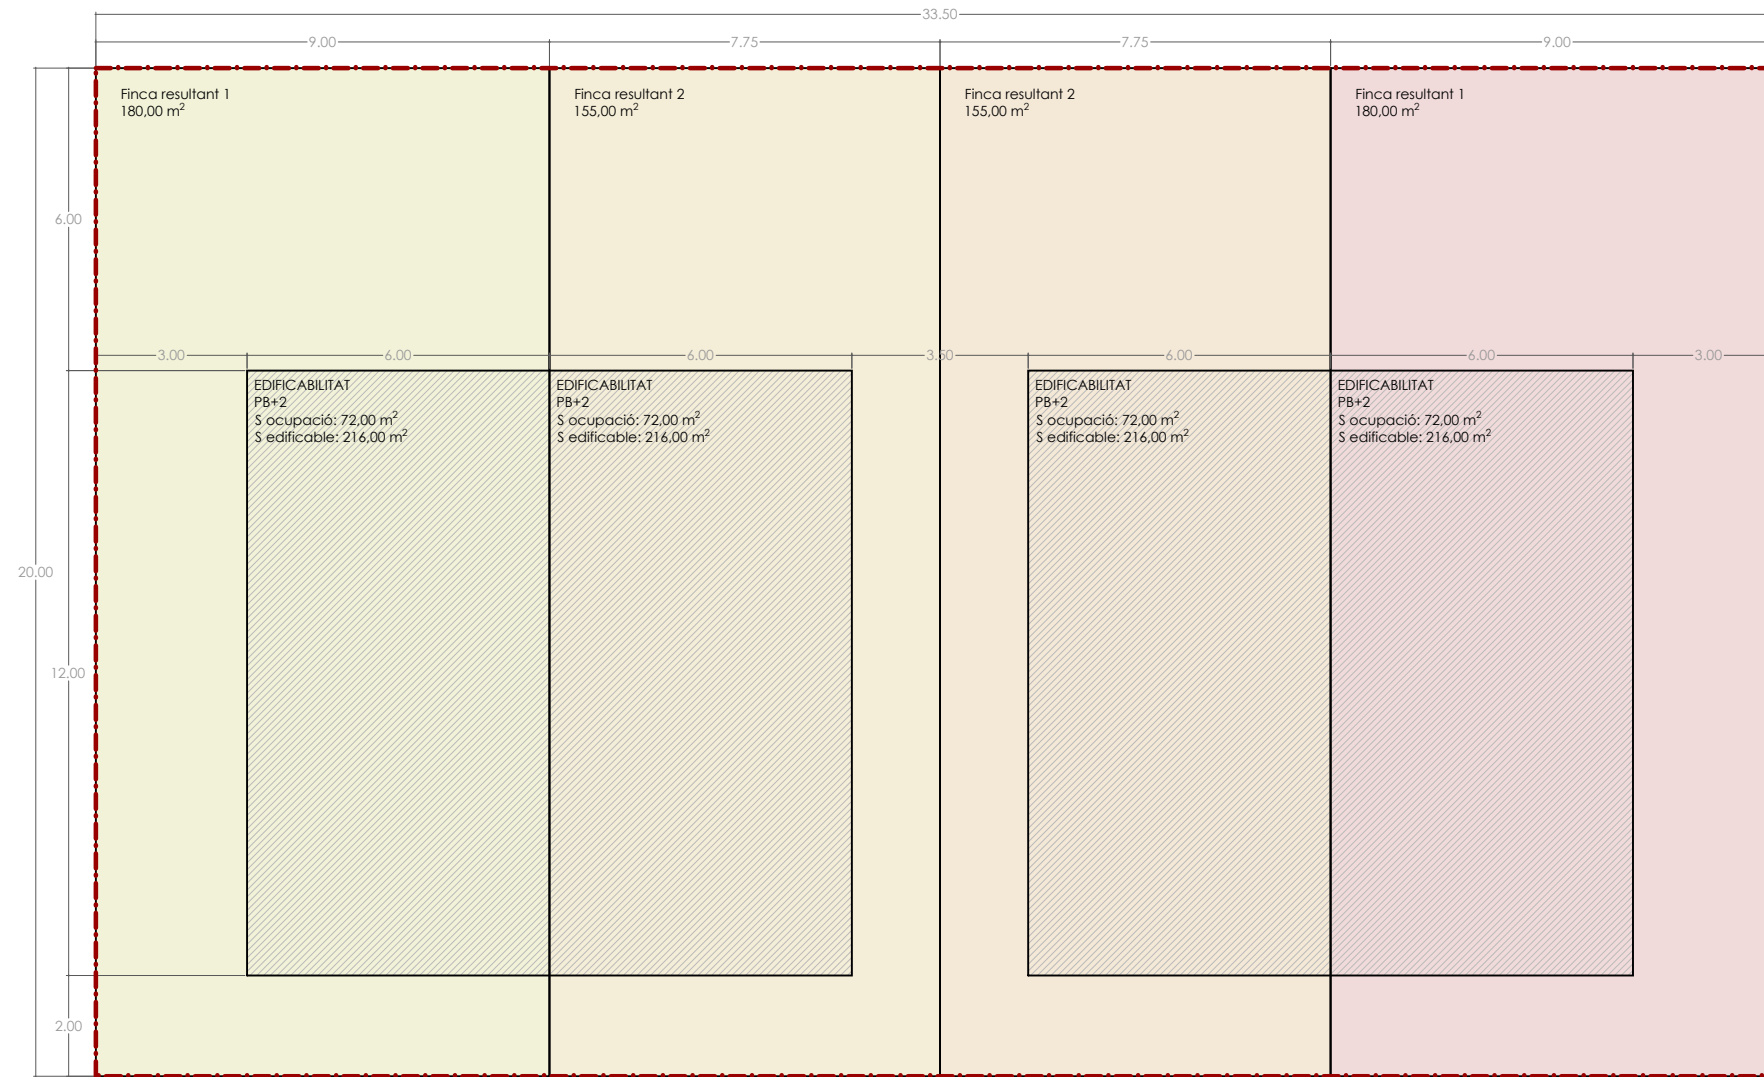 33.50
9.00
7.75
7.75
9.00
Finca resultant 1
180,00 m²
Finca resultant 2
155,00 m²
Finca resultant 2
155,00 m²
Finca resultant 1
180,00 m²
6.00
3.00
6.00
6.00
3.50
6.00
6.00
3.00
EDIFICABILITAT
PB+2
S ocupació: 72,00 m²
S edificable: 216,00 m²
EDIFICABILITAT
PB+2
S ocupació: 72,00 m²
S edificable: 216,00 m²
EDIFICABILITAT
PB+2
S ocupació: 72,00 m²
S edificable: 216,00 m²
EDIFICABILITAT
PB+2
S ocupació: 72,00 m²
S edificable: 216,00 m²
20.00
12.00
2.00